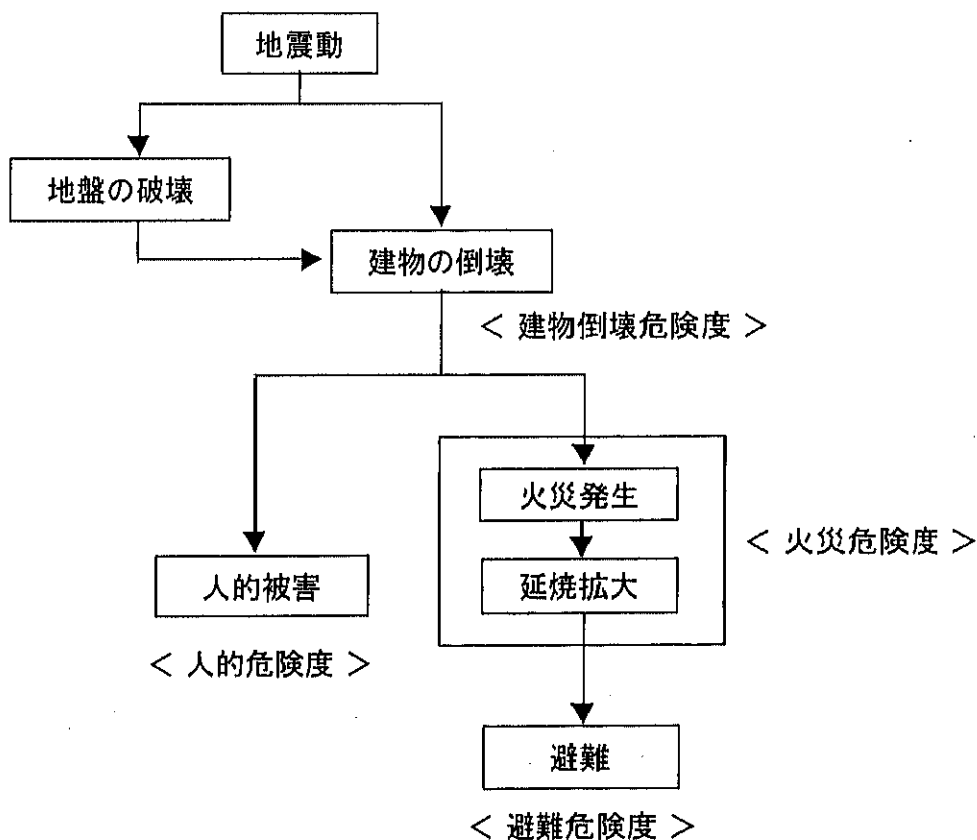 地震動
地盤の破壊
建物の倒壊
< 建物倒壊危険度 >
火災発生
< 火災危険度 >
延焼拡大
人的被害
< 人的危険度 >
避難
< 避難危険度 >